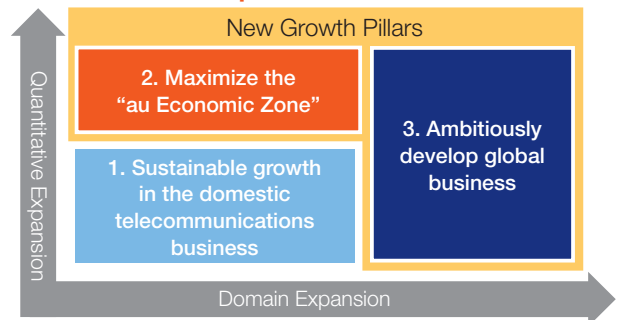 New Growth Pillars
2. Maximize the
“au Economic Zone”
3. Ambitiously
develop global
business
1. Sustainable growth
in the domestic
telecommunications
business
Quantitative Expansion
Domain Expansion